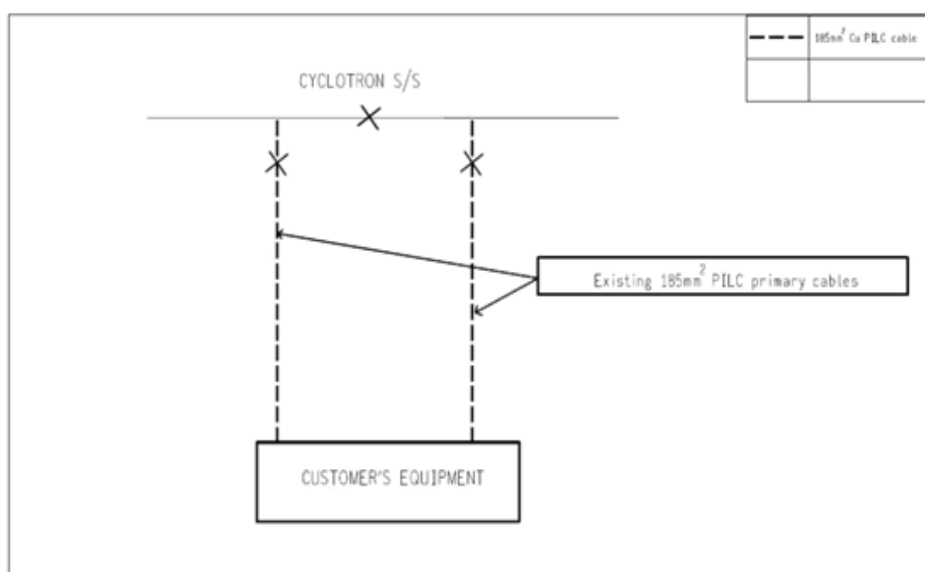 185mm² Cu PILC cable
CYCLOTRON S/S
Existing 185mm² PILC primary cables
CUSTOMER'S EQUIPMENT